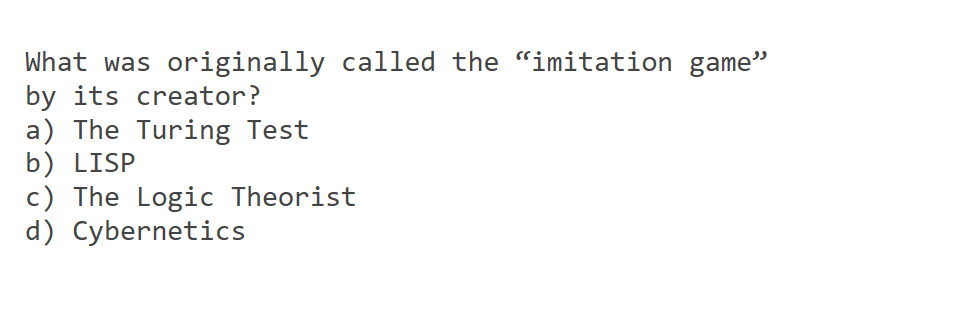 What was originally called the “imitation game”
by its creator?
a) The Turing Test
b) LISP
c) The Logic Theorist
d) Cybernetics